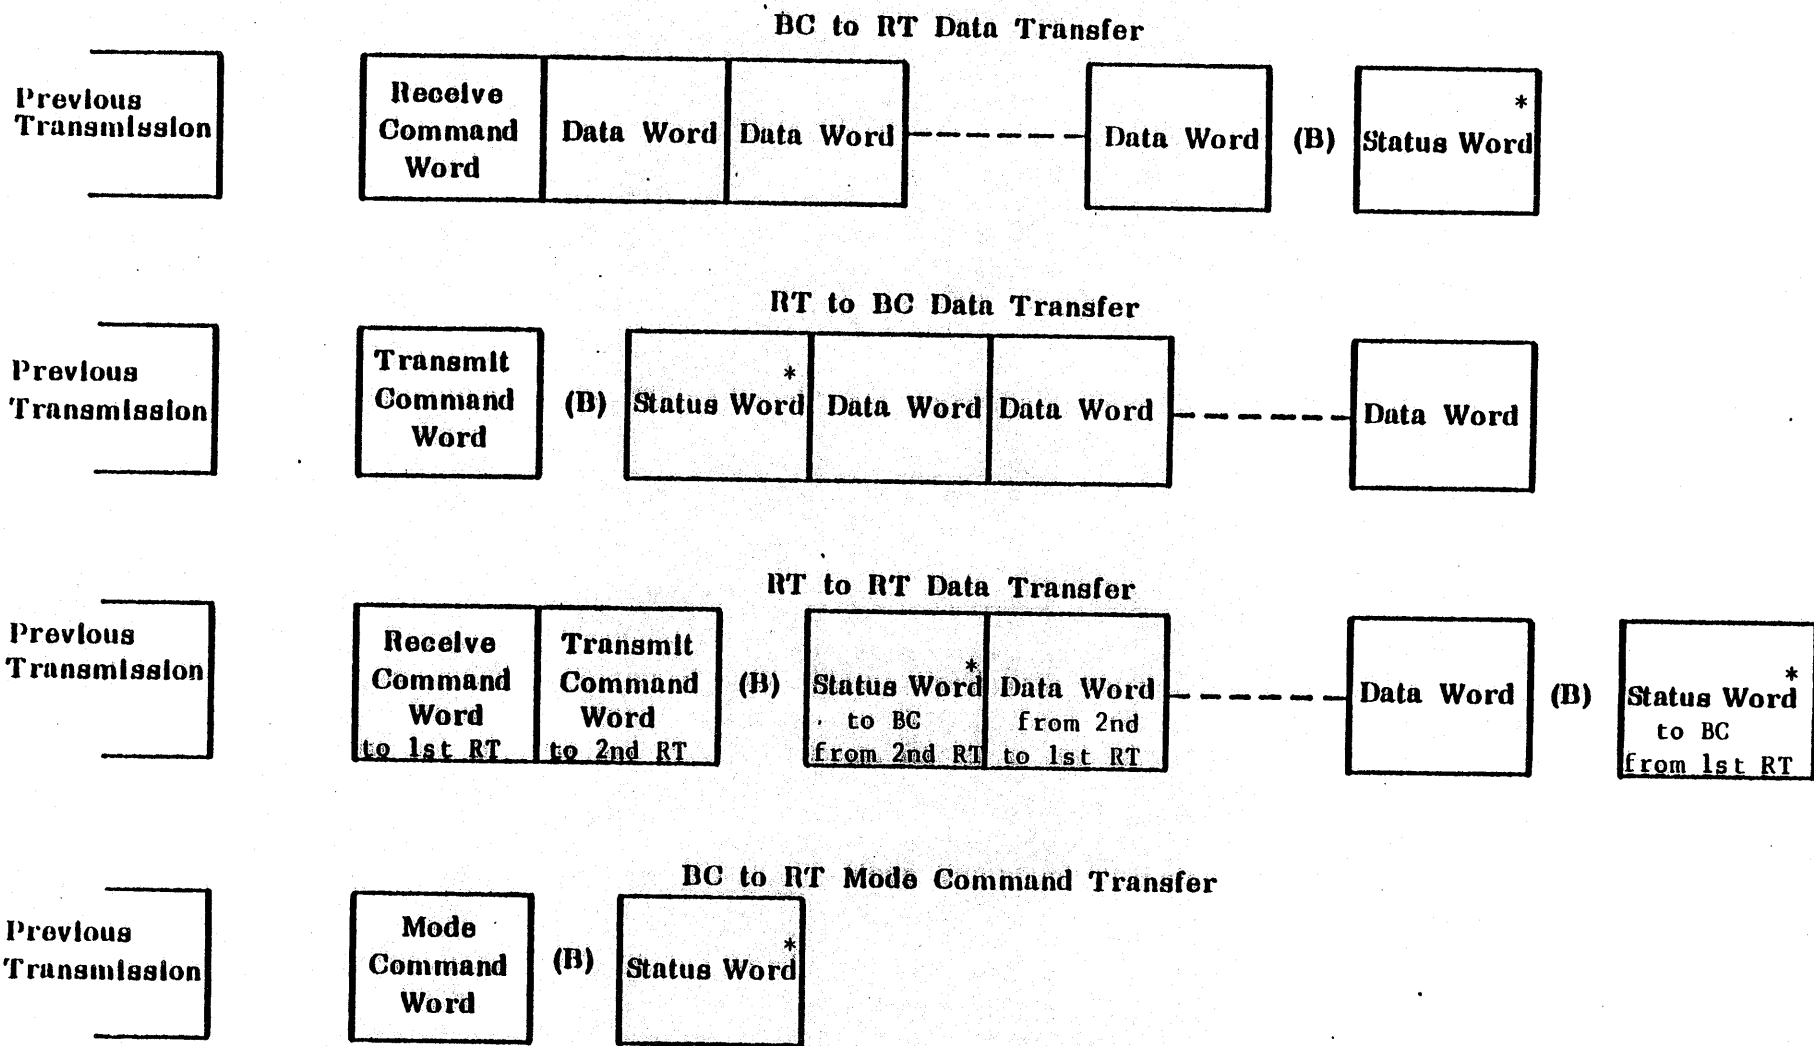 BC to RT Data Transfer
Previous
Transmission
Receive
Command
Word
Data Word
Data Word
Data Word
(B)
*
Status Word
RT to BC Data Transfer
Previous
Transmission
Transmit
Command
Word
(B)
*
Status Word
Data Word
Data Word
Data Word
RT to RT Data Transfer
Previous
Transmission
Receive
Command
Word
to 1st RT
Transmit
Command
Word
to 2nd RT
(B)
*
Status Word
to BC
from 2nd RT
Data Word
from 2nd
to 1st RT
Data Word
(B)
*
Status Word
to BC
from 1st RT
BC to RT Mode Command Transfer
Previous
Transmission
Mode
Command
Word
(B)
*
Status Word